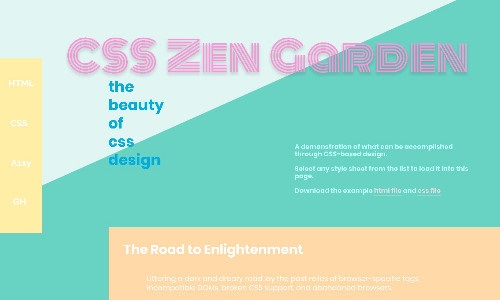 CSS ZEN GARDEN
the
beauty
of
css
design
HTML
CSS
A11y
GH
A demonstration of what can be accomplished
through CSS-based design.
Select any style sheet from the list to load it into this
page.
Download the example html file and css file
The Road to Enlightenment
Littering a dark and dreary road lay the past relics of browser-specific tags,
incompatible DOMs, broken CSS support, and abandoned browsers.